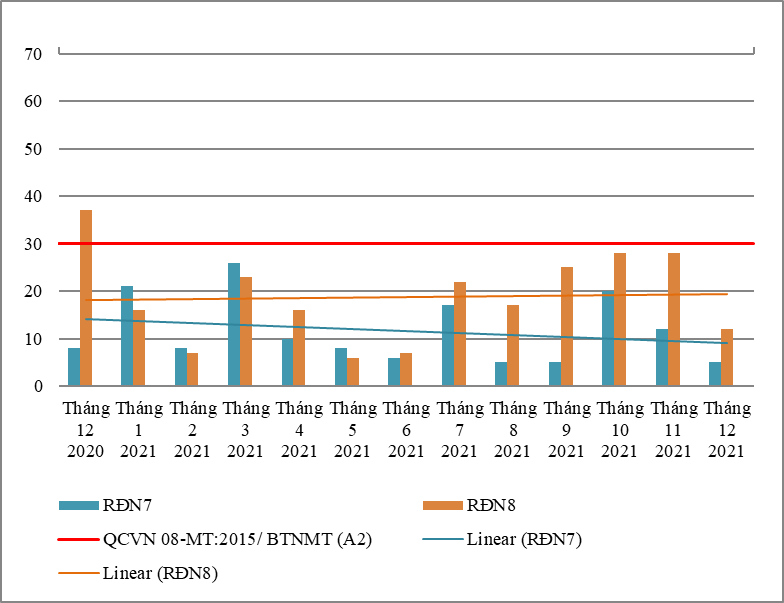 70
60
50
40
30
20
10
0
Tháng 12 2020
Tháng 1 2021
Tháng 2 2021
Tháng 3 2021
Tháng 4 2021
Tháng 5 2021
Tháng 6 2021
Tháng 7 2021
Tháng 8 2021
Tháng 9 2021
Tháng 10 2021
Tháng 11 2021
Tháng 12 2021
RĐN7
RĐN8
QCVN 08-MT:2015/ BTNMT (A2)
Linear (RĐN7)
Linear (RĐN8)